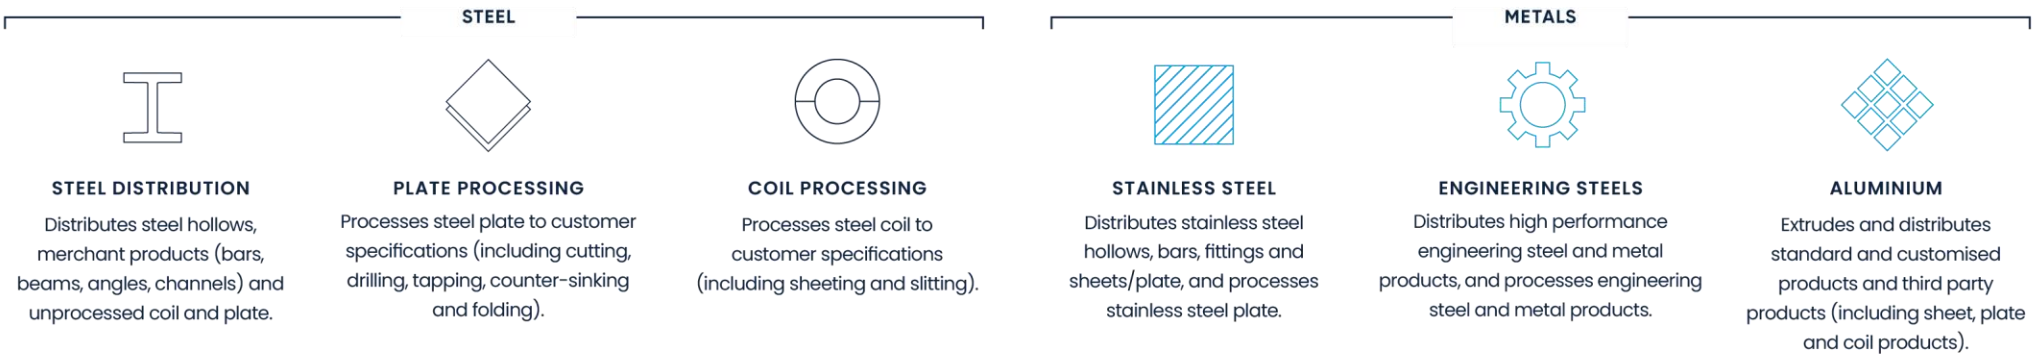 STEEL
STEEL DISTRIBUTION
Distributes steel hollows,
merchant products (bars,
beams, angles, channels) and
unprocessed coil and plate.
PLATE PROCESSING
Processes steel plate to customer
specifications (including cutting,
drilling, tapping, counter-sinking
and folding).
COIL PROCESSING
Processes steel coil to
customer specifications
(including sheeting and slitting).
METALS
STAINLESS STEEL
Distributes stainless steel
hollows, bars, fittings and
sheets/plate, and processes
stainless steel plate.
ENGINEERING STEELS
Distributes high performance
engineering steel and metal
products, and processes engineering
steel and metal products.
ALUMINIUM
Extrudes and distributes
standard and customised
products and third party
products (including sheet, plate
and coil products).